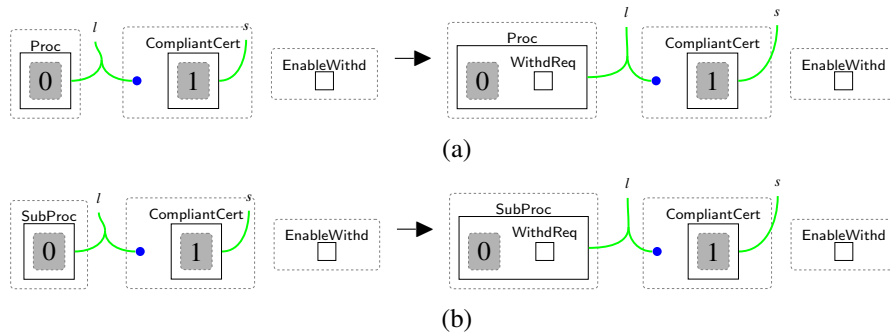 l s l s
Proc CompliantCert EnableWithd Proc CompliantCert EnableWithd
WithdReq
0 1 0 1
(a)
l s l s
SubProc CompliantCert EnableWithd SubProc CompliantCert EnableWithd
WithdReq
0 1 0 1
(b)